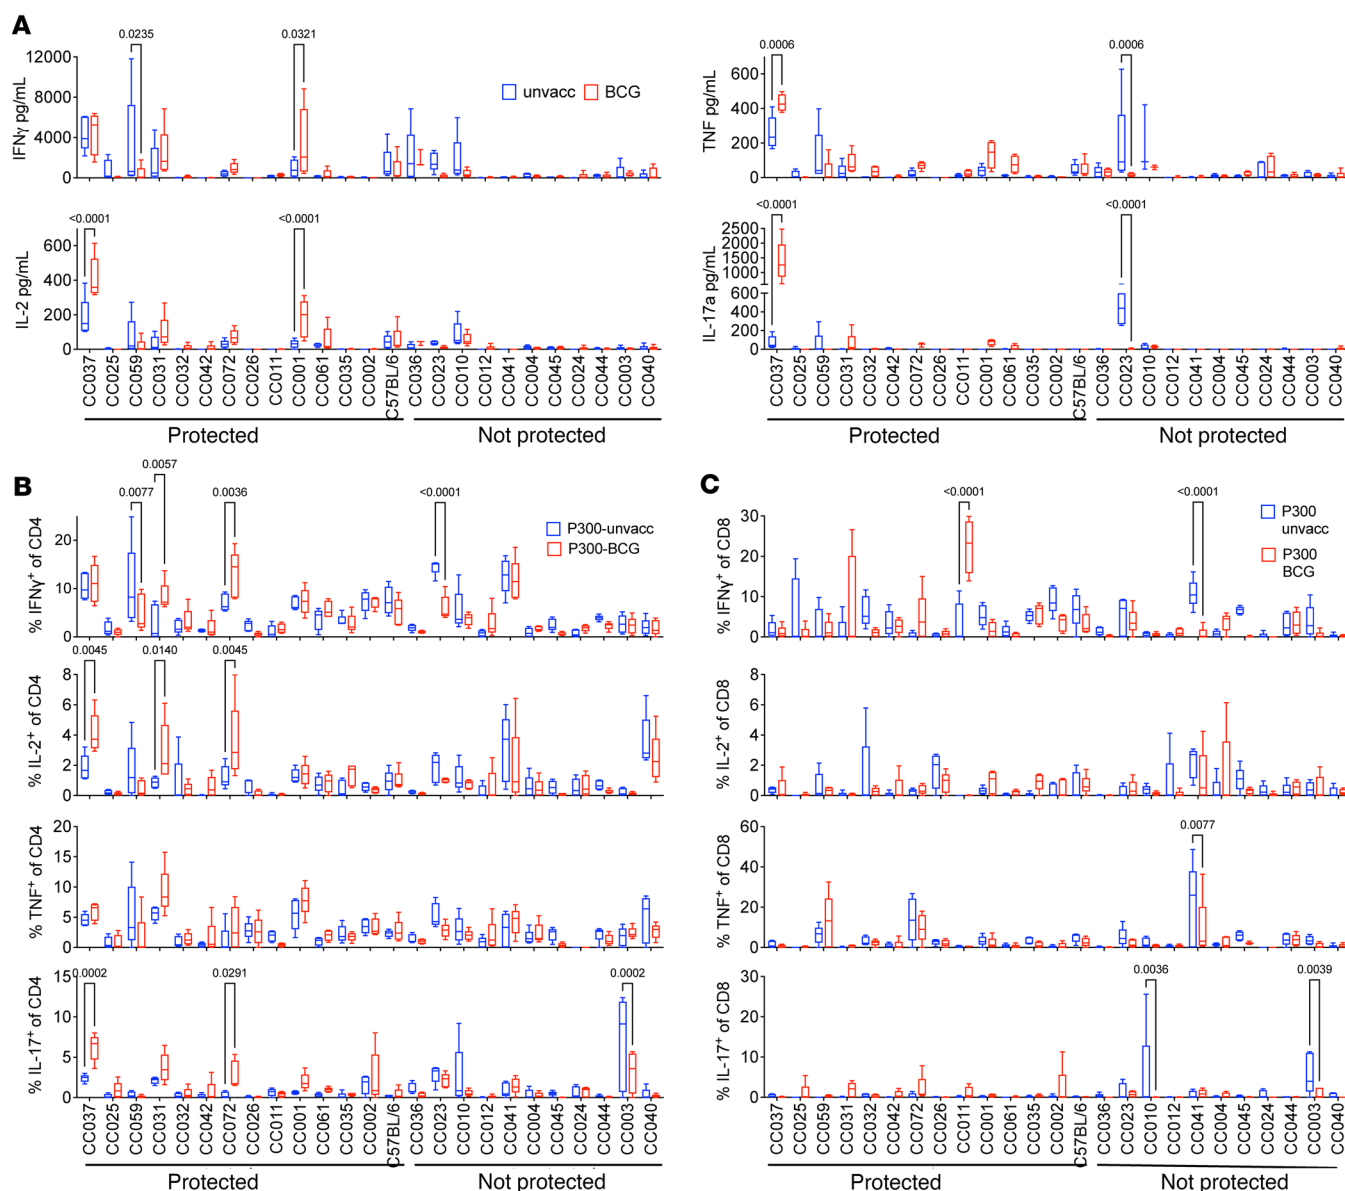 A
0.0235
0.0321
12000
8000
4000
0
IFNγ pg/mL
unvacc
BCG
0.0006
0.0006
600
400
200
0
TNF pg/mL
<0.0001
<0.0001
600
400
200
0
IL-2 pg/mL
CC037
CC025
CC059
CC031
CC032
CC042
CC072
CC026
CC011
CC001
CC061
CC035
CC002
C57BL/6
CC036
CC023
CC010
CC012
CC041
CC004
CC045
CC024
CC044
CC003
CC040
Protected
Not protected
<0.0001
<0.0001
2500
2000
1500
1000
600
400
200
0
IL-17a pg/mL
CC037
CC025
CC059
CC031
CC032
CC042
CC072
CC026
CC011
CC001
CC061
CC035
CC002
C57BL/6
CC036
CC023
CC010
CC012
CC041
CC004
CC045
CC024
CC044
CC003
CC040
Protected
Not protected
B
0.0057
0.0077
0.0036
<0.0001
20
10
0
% IFNγ⁺ of CD4
P300-unvacc
P300-BCG
0.0045
0.0140
0.0045
8
6
4
2
0
% IL-2⁺ of CD4
20
15
10
5
0
% TNF⁺ of CD4
0.0002
0.0291
0.0002
15
10
5
0
% IL-17⁺ of CD4
CC037
CC025
CC059
CC031
CC032
CC042
CC072
CC026
CC011
CC001
CC061
CC035
CC002
C57BL/6
CC036
CC023
CC010
CC012
CC041
CC004
CC045
CC024
CC044
CC003
CC040
Protected
Not protected
C
<0.0001
<0.0001
30
20
10
0
% IFNγ⁺ of CD8
P300
unvacc
P300
BCG
8
6
4
2
0
% IL-2⁺ of CD8
0.0077
60
40
20
0
% TNF⁺ of CD8
0.0036
0.0039
30
20
10
0
% IL-17⁺ of CD8
CC037
CC025
CC059
CC031
CC032
CC042
CC072
CC026
CC011
CC001
CC061
CC035
CC002
C57BL/6
CC036
CC023
CC010
CC012
CC041
CC004
CC045
CC024
CC044
CC003
CC040
Protected
Not protected